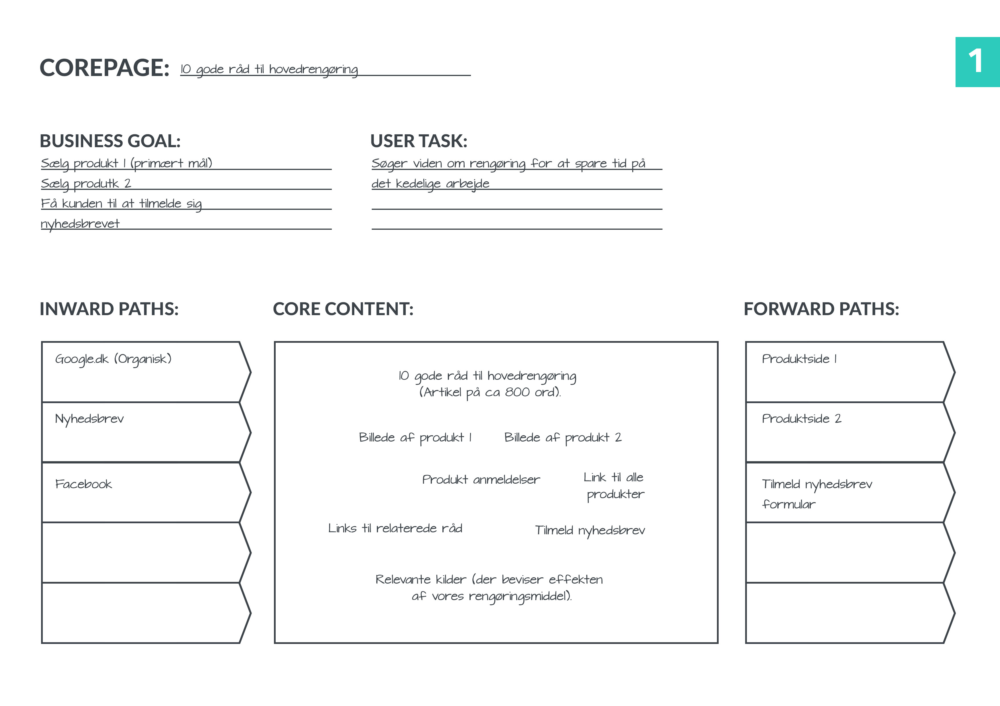 COREPAGE: 10 gode råd til hovedrengøring
1
BUSINESS GOAL:
Sælg produkt 1 (primært mål)
Sælg produtk 2
Få kunden til at tilmelde sig
nyhedsbrevet
USER TASK:
Søger viden om rengøring for at spare tid på
det kedelige arbejde
INWARD PATHS:
Google.dk (Organisk)
Nyhedsbrev
Facebook
CORE CONTENT:
10 gode råd til hovedrengøring
(Artikel på ca 800 ord).
Billede af produkt 1
Billede af produkt 2
Produkt anmeldelser
Link til alle
produkter
Links til relaterede råd
Tilmeld nyhedsbrev
Relevante kilder (der beviser effekten
af vores rengøringsmiddel).
FORWARD PATHS:
Produktside 1
Produktside 2
Tilmeld nyhedsbrev
formular